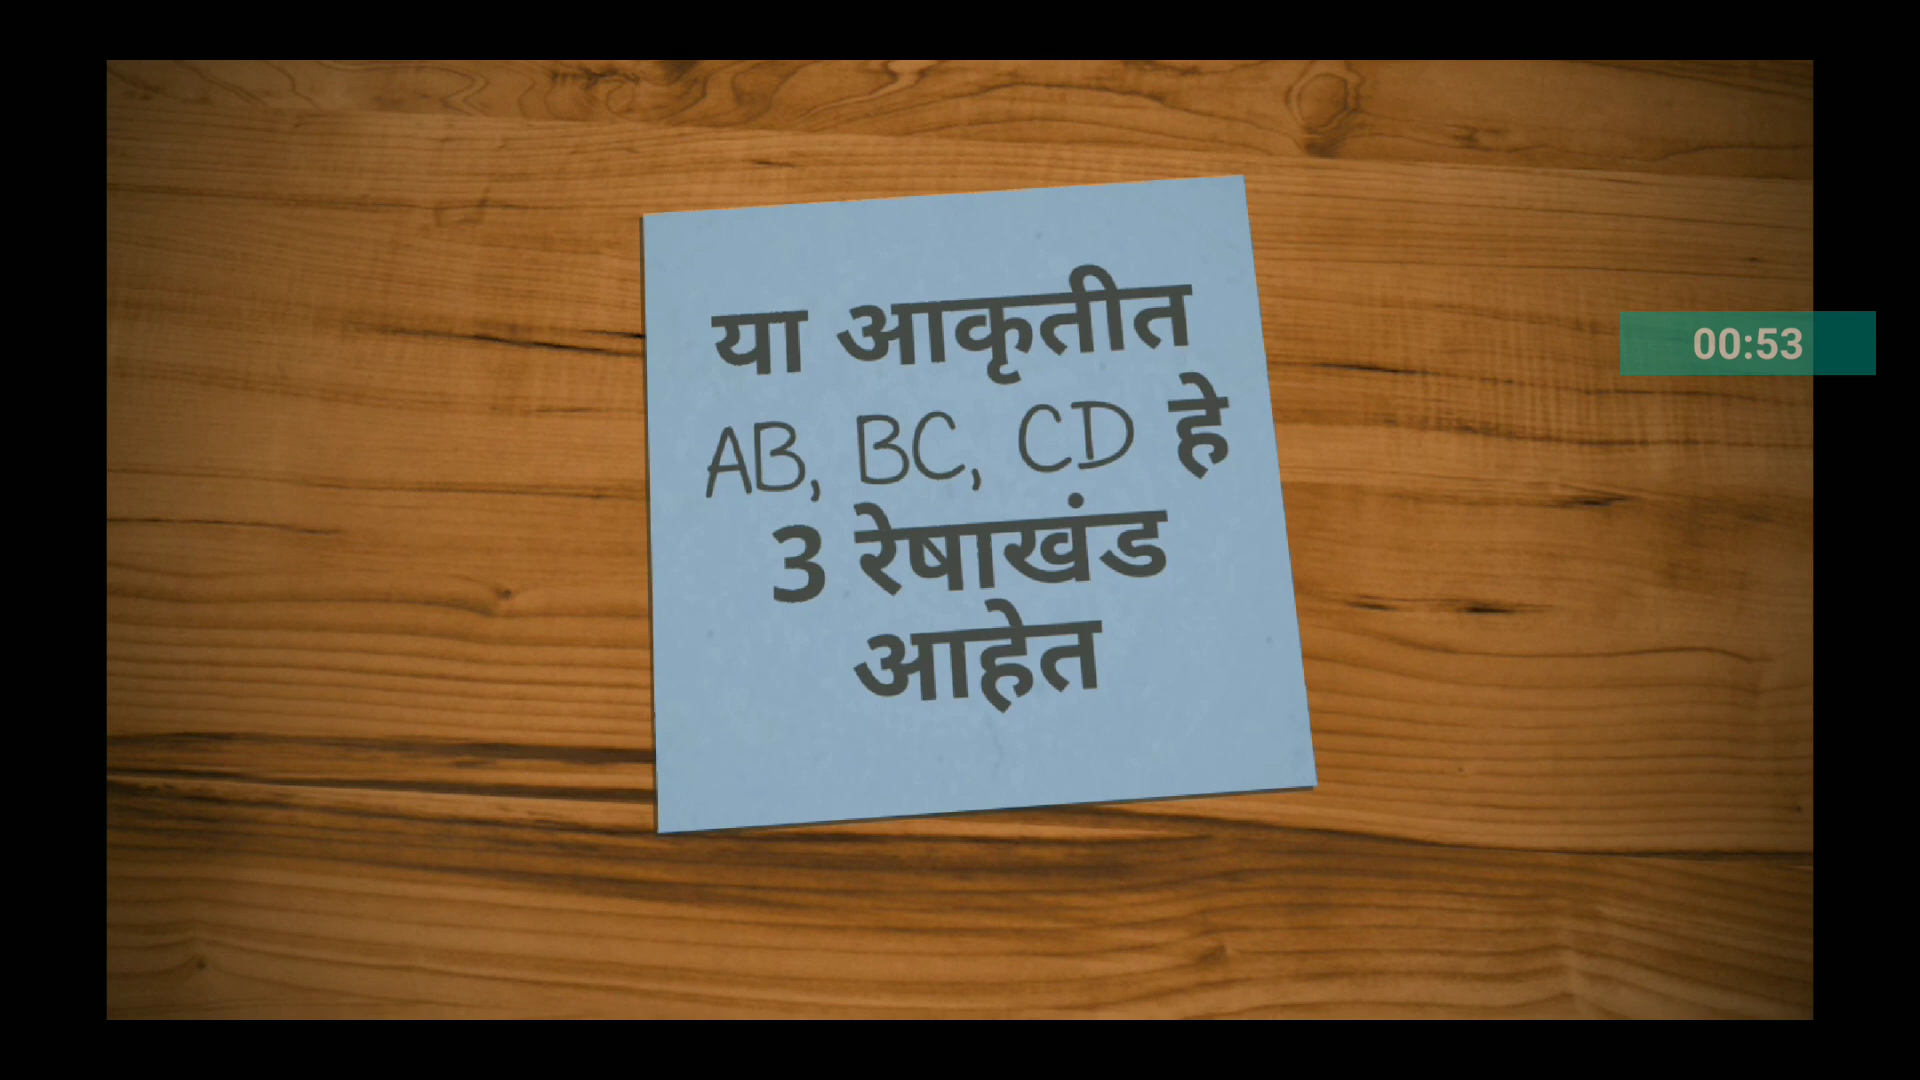 या आकृतीत
AB, BC, CD हे
3 रेषाखंड
आहेत
00:53